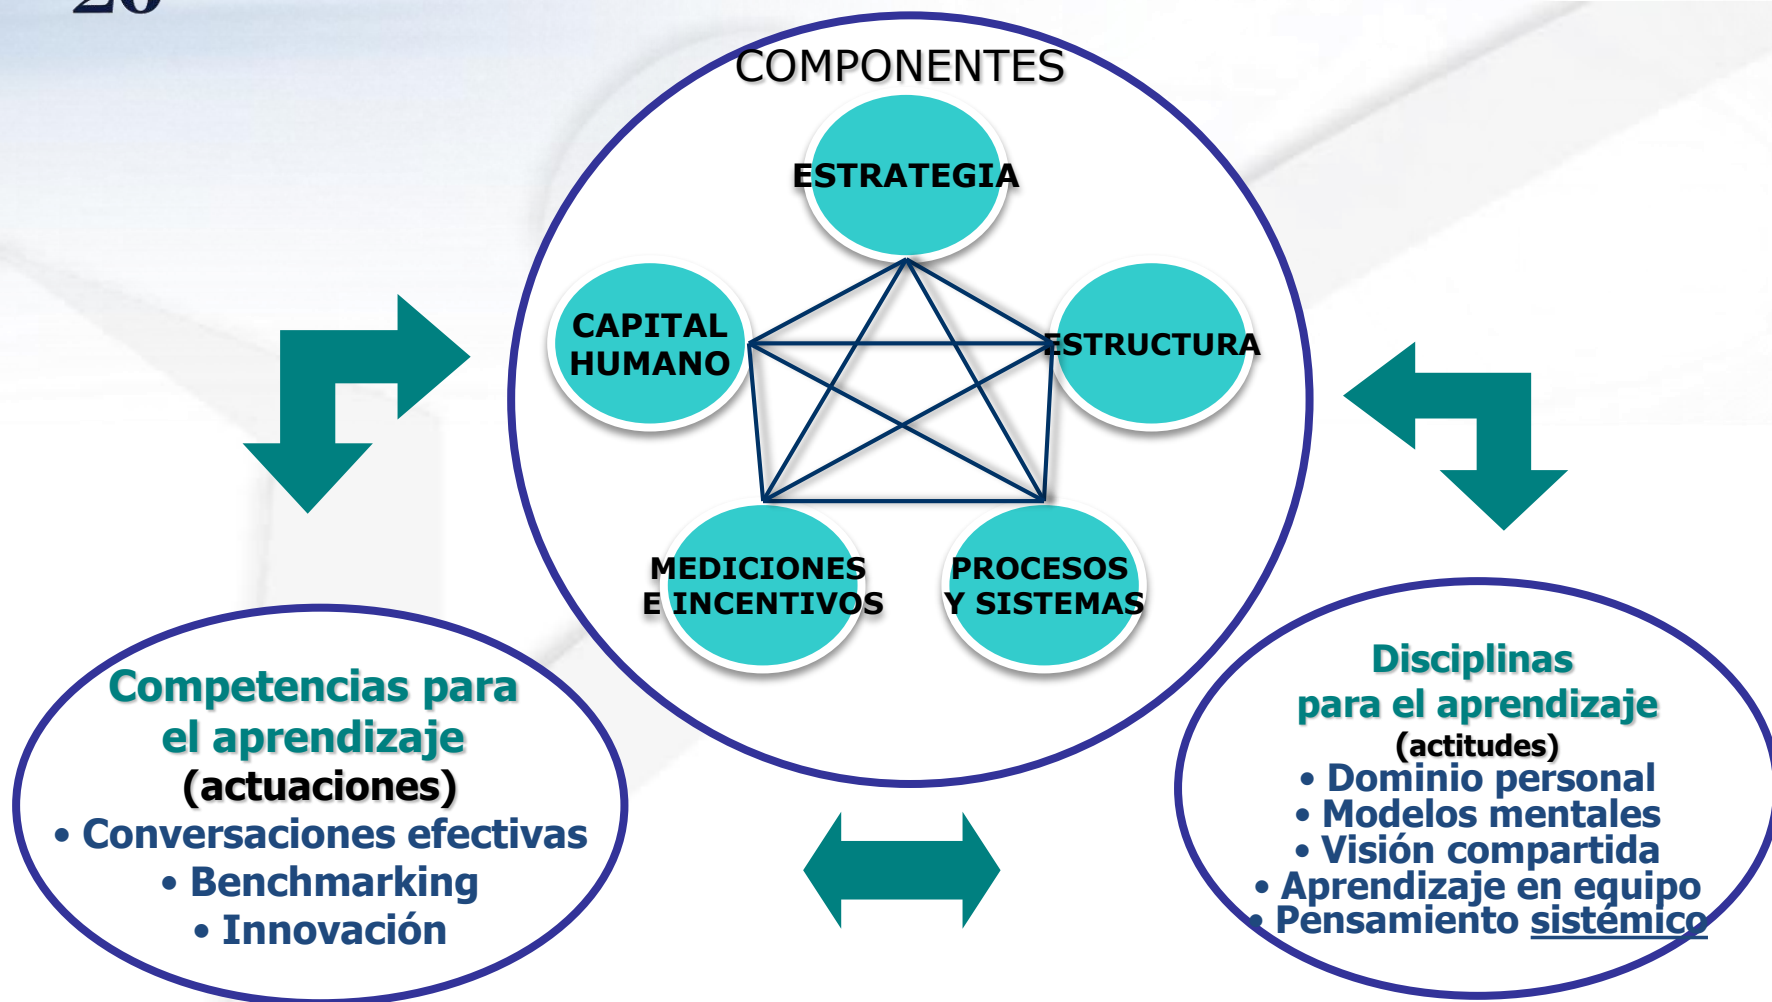 COMPONENTES
ESTRATEGIA
CAPITAL
HUMANO
ESTRUCTURA
MEDICIONES
E INCENTIVOS
PROCESOS
Y SISTEMAS
Competencias para
el aprendizaje
(actuaciones)
• Conversaciones efectivas
• Benchmarking
• Innovación
Disciplinas
para el aprendizaje
(actitudes)
• Dominio personal
• Modelos mentales
• Visión compartida
• Aprendizaje en equipo
• Pensamiento sistémico